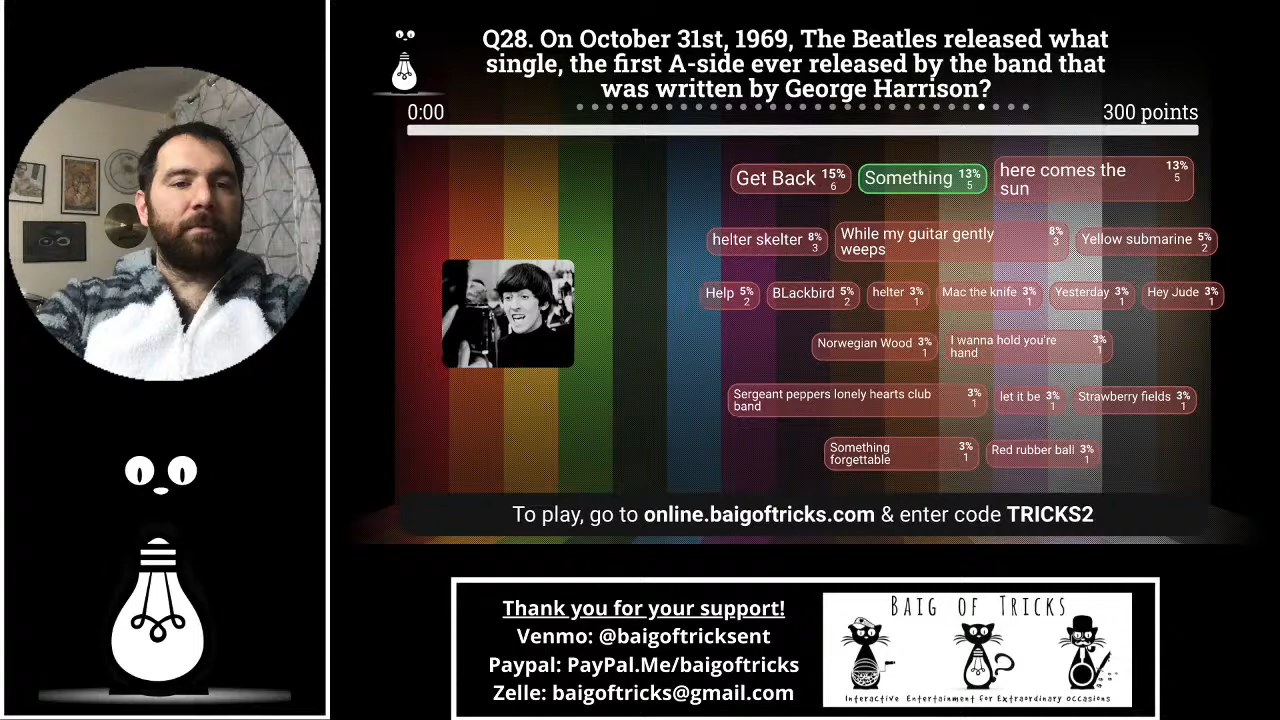 Q28. On October 31st, 1969, The Beatles released what
single, the first A-side ever released by the band that
was written by George Harrison?
0:00
300 points
Get Back 15% 6
Something 13% 5
here comes the
sun
13%
5
helter skelter 8% 3
While my guitar gently
weeps
8%
3
Yellow submarine 5% 2
Help 5% 2
BLackbird 5% 2
helter 3% 1
Mac the knife 3% 1
Yesterday 3% 1
Hey Jude 3% 1
Norwegian Wood 3% 1
I wanna hold you're
hand
3%
1
Sergeant peppers lonely hearts club
band
3%
1
let it be 3% 1
Strawberry fields 3% 1
Something
forgettable
3%
1
Red rubber ball 3% 1
To play, go to online.baigoftricks.com & enter code TRICKS2
Thank you for your support!
Venmo: @baigoftricksent
Paypal: PayPal.Me/baigoftricks
Zelle: baigoftricks@gmail.com
BAIG OF TRICKS
Interactive Entertainment for Extraordinary Occasions